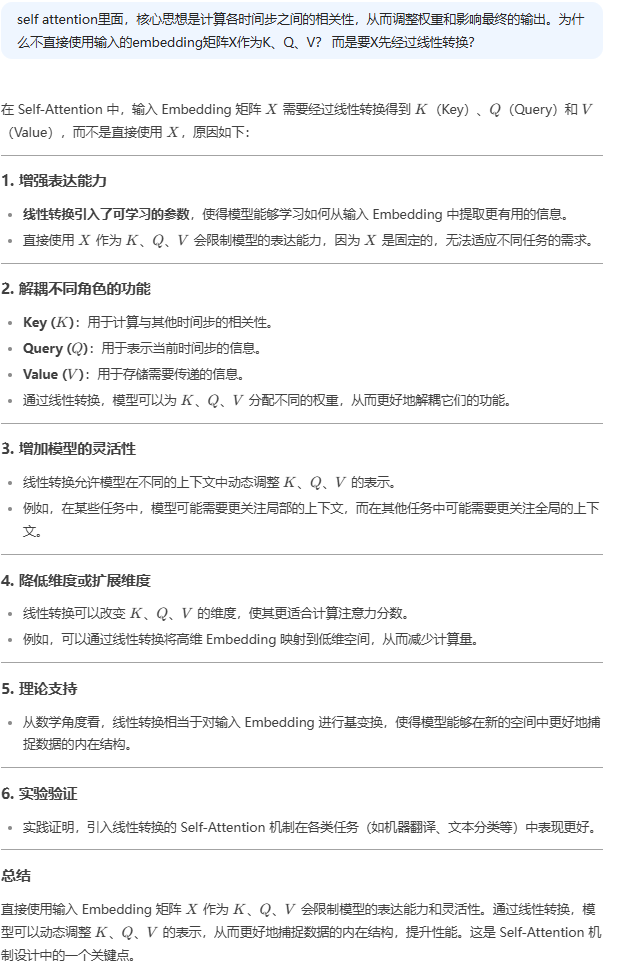 self attention里面，核心思想是计算各时间步之间的相关性，从而调整权重和影响最终的输出。为什
么不直接使用输入的embedding矩阵X作为K、Q、V？ 而是要X先经过线性转换？
在 Self-Attention 中，输入 Embedding 矩阵 X 需要经过线性转换得到 K（Key）、Q（Query）和 V
（Value），而不是直接使用 X，原因如下：
1. 增强表达能力
• 线性转换引入了可学习的参数，使得模型能够学习如何从输入 Embedding 中提取更有用的信息。
• 直接使用 X 作为 K、Q、V 会限制模型的表达能力，因为 X 是固定的，无法适应不同任务的需求。
2. 解耦不同角色的功能
• Key (K)：用于计算与其他时间步的相关性。
• Query (Q)：用于表示当前时间步的信息。
• Value (V)：用于存储需要传递的信息。
• 通过线性转换，模型可以为 K、Q、V 分配不同的权重，从而更好地解耦它们的功能。
3. 增加模型的灵活性
• 线性转换允许模型在不同的上下文中动态调整 K、Q、V 的表示。
• 例如，在某些任务中，模型可能需要更关注局部的上下文，而在其他任务中可能需要更关注全局的上下
文。
4. 降低维度或扩展维度
• 线性转换可以改变 K、Q、V 的维度，使其更适合计算注意力分数。
• 例如，可以通过线性转换将高维 Embedding 映射到低维空间，从而减少计算量。
5. 理论支持
• 从数学角度看，线性转换相当于对输入 Embedding 进行基变换，使得模型能够在新的空间中更好地捕
捉数据的内在结构。
6. 实验验证
• 实践证明，引入线性转换的 Self-Attention 机制在各类任务（如机器翻译、文本分类等）中表现更好。
总结
直接使用输入 Embedding 矩阵 X 作为 K、Q、V 会限制模型的表达能力和灵活性。通过线性转换，模
型可以动态调整 K、Q、V 的表示，从而更好地捕捉数据的内在结构，提升性能。这是 Self-Attention 机
制设计中的一个关键点。